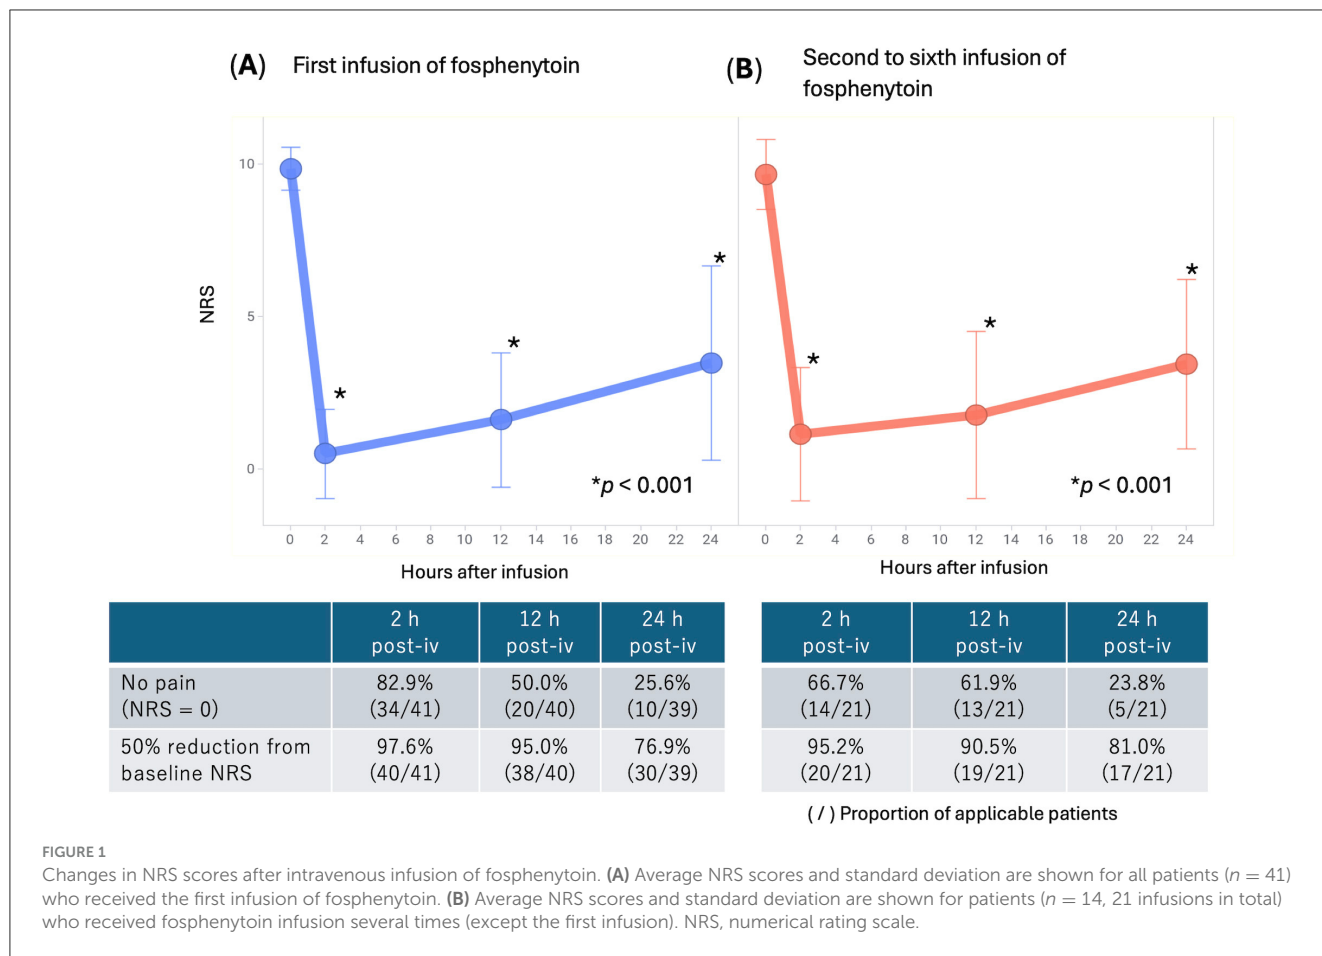 (A) First infusion of fosphenytoin
(B) Second to sixth infusion of
fosphenytoin
NRS
10
5
0
*
*
*
*p < 0.001
0 2 4 6 8 10 12 14 16 18 20 22 24
Hours after infusion
*
*
*
*p < 0.001
0 2 4 6 8 10 12 14 16 18 20 22 24
Hours after infusion
2 h 12 h 24 h
post-iv post-iv post-iv
No pain 82.9% 50.0% 25.6%
(NRS = 0) (34/41) (20/40) (10/39)
50% reduction from 97.6% 95.0% 76.9%
baseline NRS (40/41) (38/40) (30/39)
2 h 12 h 24 h
post-iv post-iv post-iv
66.7% 61.9% 23.8%
(14/21) (13/21) (5/21)
95.2% 90.5% 81.0%
(20/21) (19/21) (17/21)
( / ) Proportion of applicable patients
FIGURE 1
Changes in NRS scores after intravenous infusion of fosphenytoin. (A) Average NRS scores and standard deviation are shown for all patients (n = 41)
who received the first infusion of fosphenytoin. (B) Average NRS scores and standard deviation are shown for patients (n = 14, 21 infusions in total)
who received fosphenytoin infusion several times (except the first infusion). NRS, numerical rating scale.